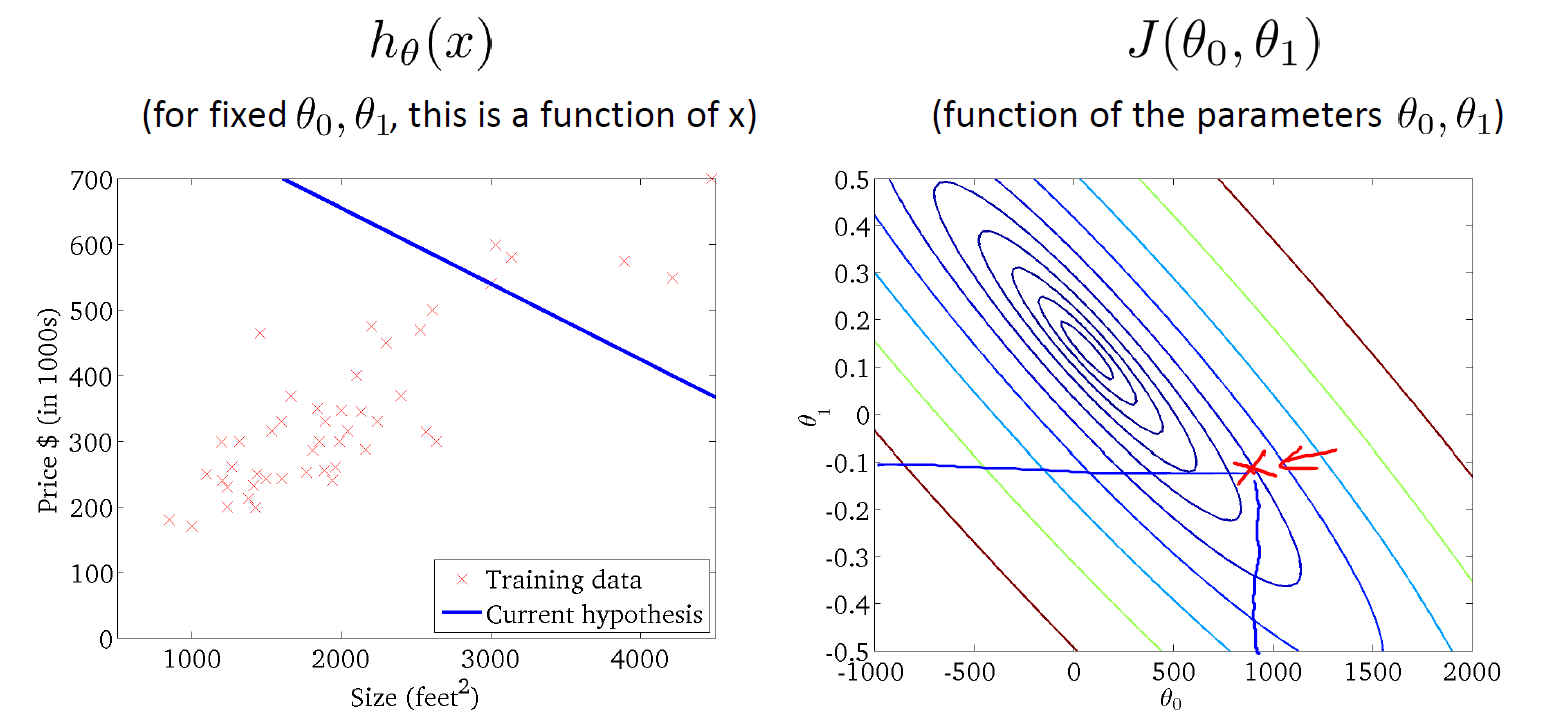 hθ(x)
(for fixed θ0, θ1, this is a function of x)
700
600
500
400
300
200
100
0
Price $ (in 1000s)
1000 2000 3000 4000
Size (feet²)
Training data
Current hypothesis
J(θ0, θ1)
(function of the parameters θ0, θ1)
0.5
0.4
0.3
0.2
0.1
0
-0.1
-0.2
-0.3
-0.4
-0.5
θ1
-1000 -500 0 500 1000 1500 2000
θ0